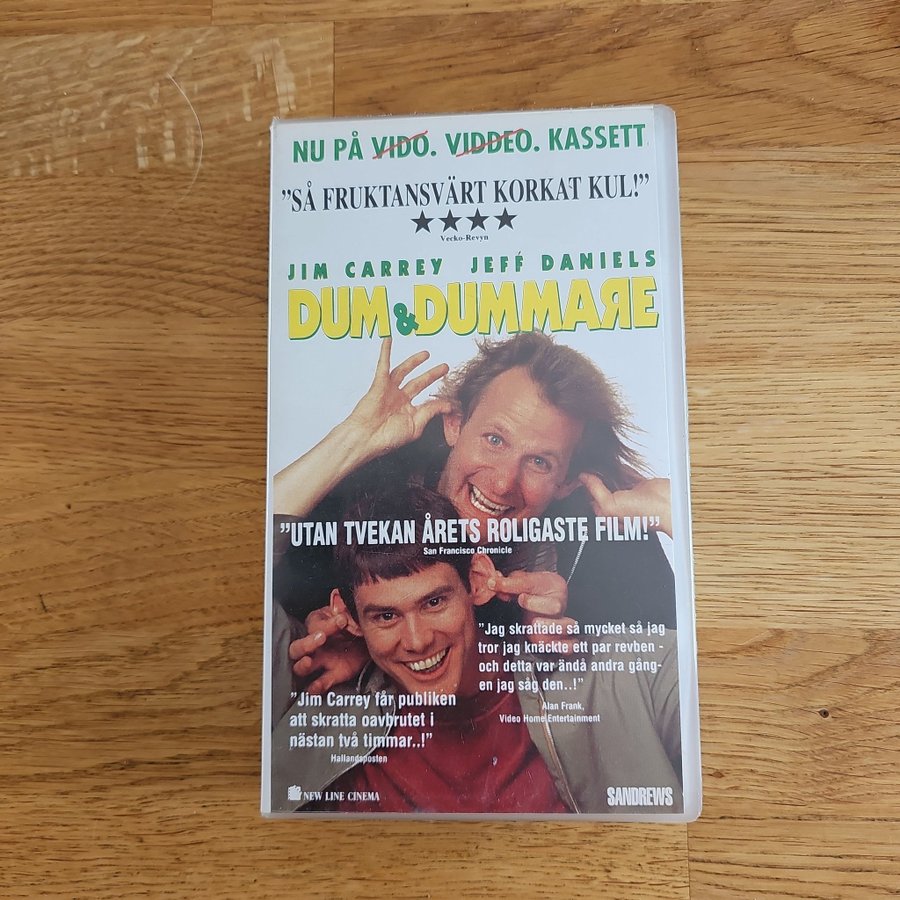 NU PÅ VIDO. VIDDEO. KASSETT
”SÅ FRUKTANSVÄRT KORKAT KUL!”
Vecko-Revyn
JIM CARREY JEFF DANIELS
DUM & DUMMARE
”UTAN TVEKAN ÅRETS ROLIGASTE FILM!”
San Francisco Chronicle
”Jag skrattade så mycket så jag
tror jag knäckte ett par revben -
och detta var ändå andra gång-
en jag såg den..!”
Alan Frank,
Video Home Entertainment
”Jim Carrey får publiken
att skratta oavbrutet i
nästan två timmar..!”
Hallandsposten
NEW LINE CINEMA
SANDREWS